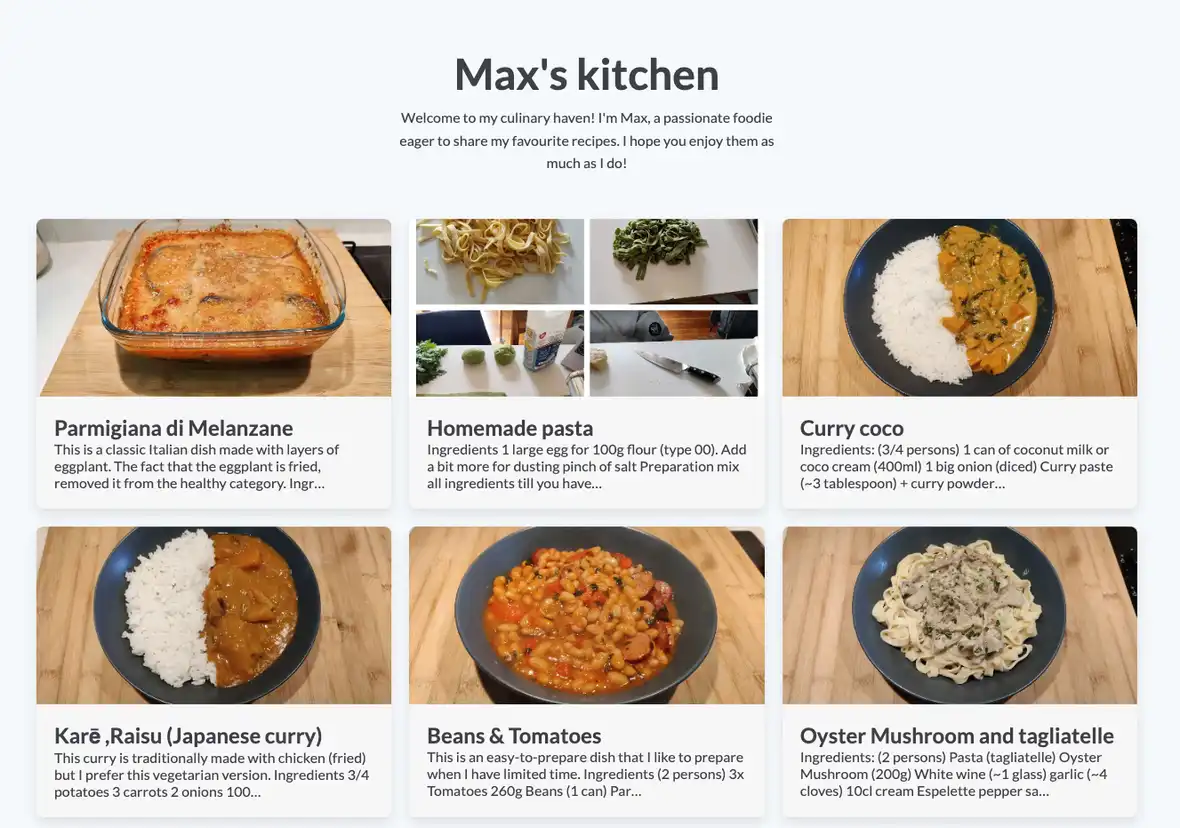 Max's kitchen
Welcome to my culinary haven! I'm Max, a passionate foodie
eager to share my favourite recipes. I hope you enjoy them as
much as I do!
Parmigiana di Melanzane
This is a classic Italian dish made with layers of
eggplant. The fact that the eggplant is fried,
removed it from the healthy category. Ingr...
Homemade pasta
Ingredients 1 large egg for 100g flour (type 00). Add
a bit more for dusting pinch of salt Preparation mix
all ingredients till you have...
Curry coco
Ingredients: (3/4 persons) 1 can of coconut milk or
coco cream (400ml) 1 big onion (diced) Curry paste
(~3 tablespoon) + curry powder...
Karē ,Raisu (Japanese curry)
This curry is traditionally made with chicken (fried)
but I prefer this vegetarian version. Ingredients 3/4
potatoes 3 carrots 2 onions 100...
Beans & Tomatoes
This is an easy-to-prepare dish that I like to prepare
when I have limited time. Ingredients (2 persons) 3x
Tomatoes 260g Beans (1 can) Par...
Oyster Mushroom and tagliatelle
Ingredients: (2 persons) Pasta (tagliatelle) Oyster
Mushroom (200g) White wine (~1 glass) garlic (~4
cloves) 10cl cream Espelette pepper sa...